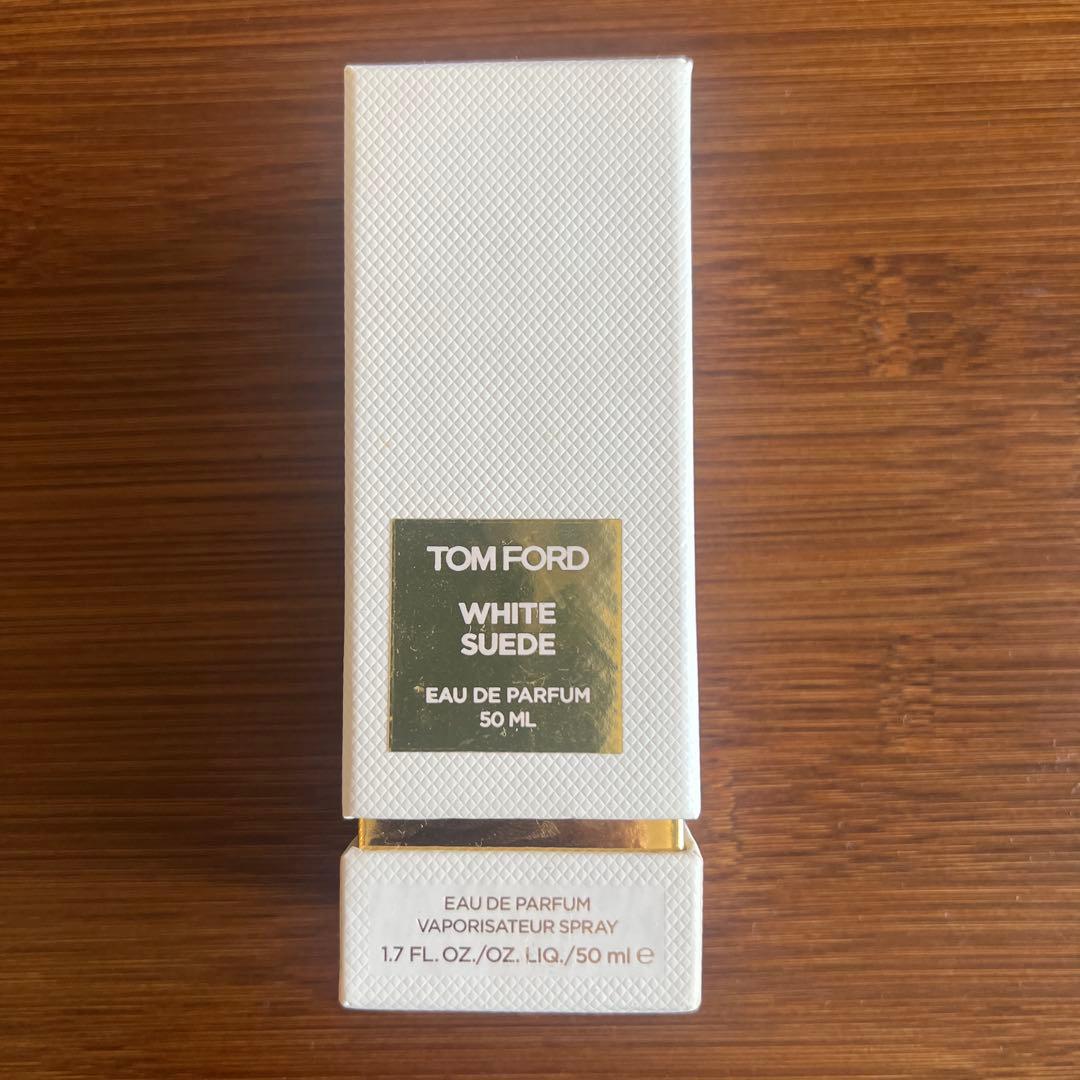 TOM FORD
WHITE
SUEDE
EAU DE PARFUM
50 ML
EAU DE PARFUM
VAPORISATEUR SPRAY
1.7 FL. OZ./OZ. LIQ./50 ml ℮